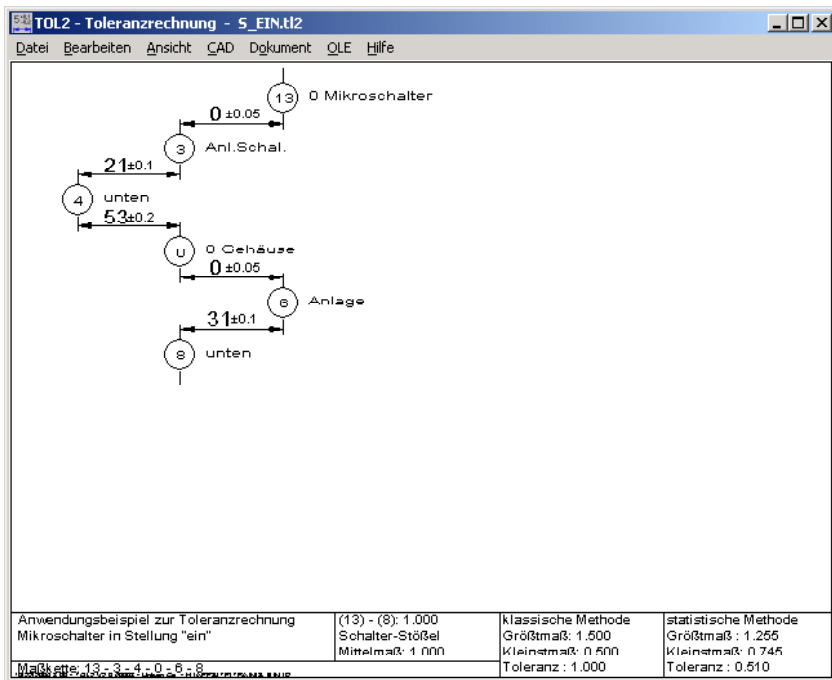 TOL2 - Toleranzrechnung - S_EIN.tl2
Datei Bearbeiten Ansicht CAD Dokument OLE Hilfe
13 0 Mikroschalter
0 ±0.05
3 Anl.Schal.
21±0.1
4 unten
53±0.2
0 0 Gehäuse
0 ±0.05
6 Anlage
31±0.1
8 unten
Anwendungsbeispiel zur Toleranzrechnung
Mikroschalter in Stellung "ein"
Maßkette: 13 - 3 - 4 - 0 - 6 - 8
(13) - (8): 1.000
Schalter-Stößel
Mittelmaß: 1.000
klassische Methode
Größtmaß: 1.500
Kleinstmaß: 0.500
Toleranz : 1.000
statistische Methode
Größtmaß : 1.255
Kleinstmaß : 0.745
Toleranz : 0.510